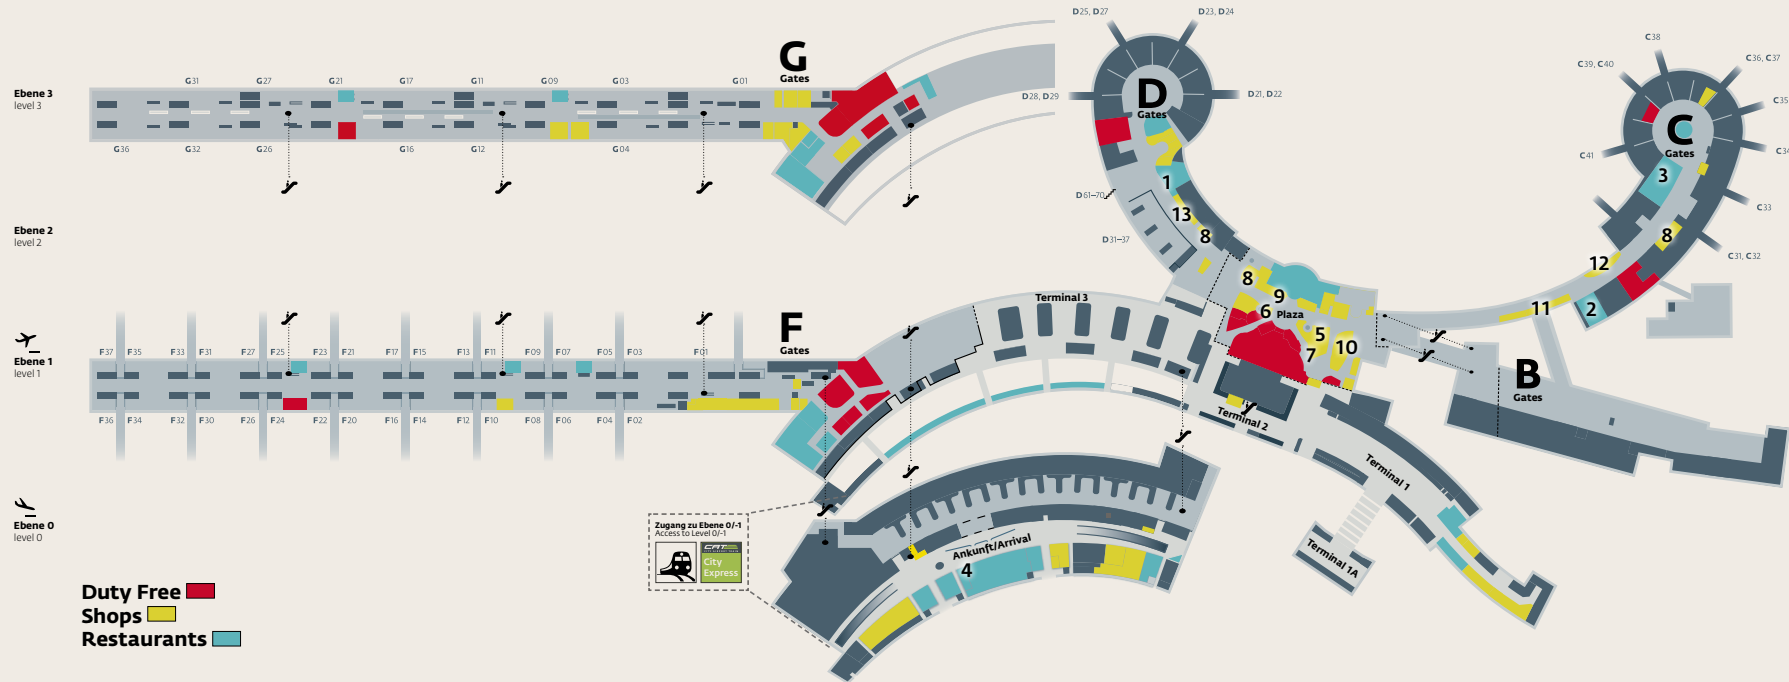 D25, D27
D23, D24
C38
G
Gates
C36, C37
C39, C40
G31
G27
G21
G17
G11
G09
G03
G01
Ebene 3
level 3
D28, D29
D
Gates
D21, D22
C35
C
Gates
G36
G32
G26
G16
G12
G04
C41
C34
1
3
D61–70
13
C33
Ebene 2
level 2
D31–37
8
8
C31, C32
12
8
9
Terminal 3
6
Plaza
11
2
F
Gates
5
10
7
F37
F35
F33
F31
F27
F25
F23
F21
F17
F15
F13
F11
F09
F07
F05
F03
F01
Ebene 1
level 1
B
Gates
F36
F34
F32
F30
F26
F24
F22
F20
F16
F14
F12
F10
F08
F06
F04
F02
Terminal 2
Terminal 1
Ebene 0
level 0
Zugang zu Ebene 0/-1
Access to Level 0/-1
CAT
City
Express
Ankunft/Arrival
4
Terminal 1A
Duty Free
Shops
Restaurants